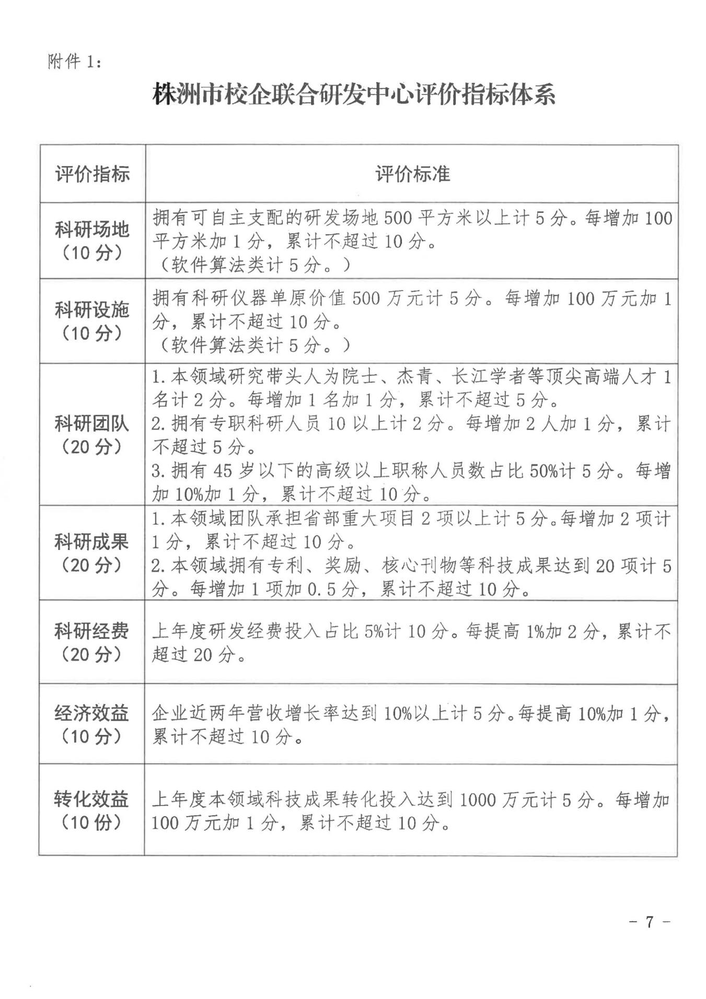 附件 1：
株洲市校企联合研发中心评价指标体系
评价指标
评价标准
科研场地
（10 分）
拥有可自主支配的研发场地 500 平方米以上计 5 分。每增加 100
平方米加 1 分，累计不超过 10 分。
（软件算法类计 5 分。）
科研设施
（10 分）
拥有科研仪器单原价值 500 万元计 5 分。每增加 100 万元加 1
分，累计不超过 10 分。
（软件算法类计 5 分。）
科研团队
（20 分）
1. 本领域研究带头人为院士、杰青、长江学者等顶尖高端人才 1
名计 2 分。每增加 1 名加 1 分，累计不超过 5 分。
2. 拥有专职科研人员 10 以上计 2 分。每增加 2 人加 1 分，累计
不超过 5 分。
3. 拥有 45 岁以下的高级以上职称人员数占比 50%计 5 分。每增
加 10%加 1 分，累计不超过 10 分。
科研成果
（20 分）
1. 本领域团队承担省部重大项目 2 项以上计 5 分。每增加 2 项计
1 分，累计不超过 10 分。
2. 本领域拥有专利、奖励、核心刊物等科技成果达到 20 项计 5
分。每增加 1 项加 0.5 分，累计不超过 10 分。
科研经费
（20 分）
上年度研发经费投入占比 5%计 10 分。每提高 1%加 2 分，累计不
超过 20 分。
经济效益
（10 分）
企业近两年营收增长率达到 10%以上计 5 分。每提高 10%加 1 分，
累计不超过 10 分。
转化效益
（10 份）
上年度本领域科技成果转化投入达到 1000 万元计 5 分。每增加
100 万元加 1 分，累计不超过 10 分。
- 7 -